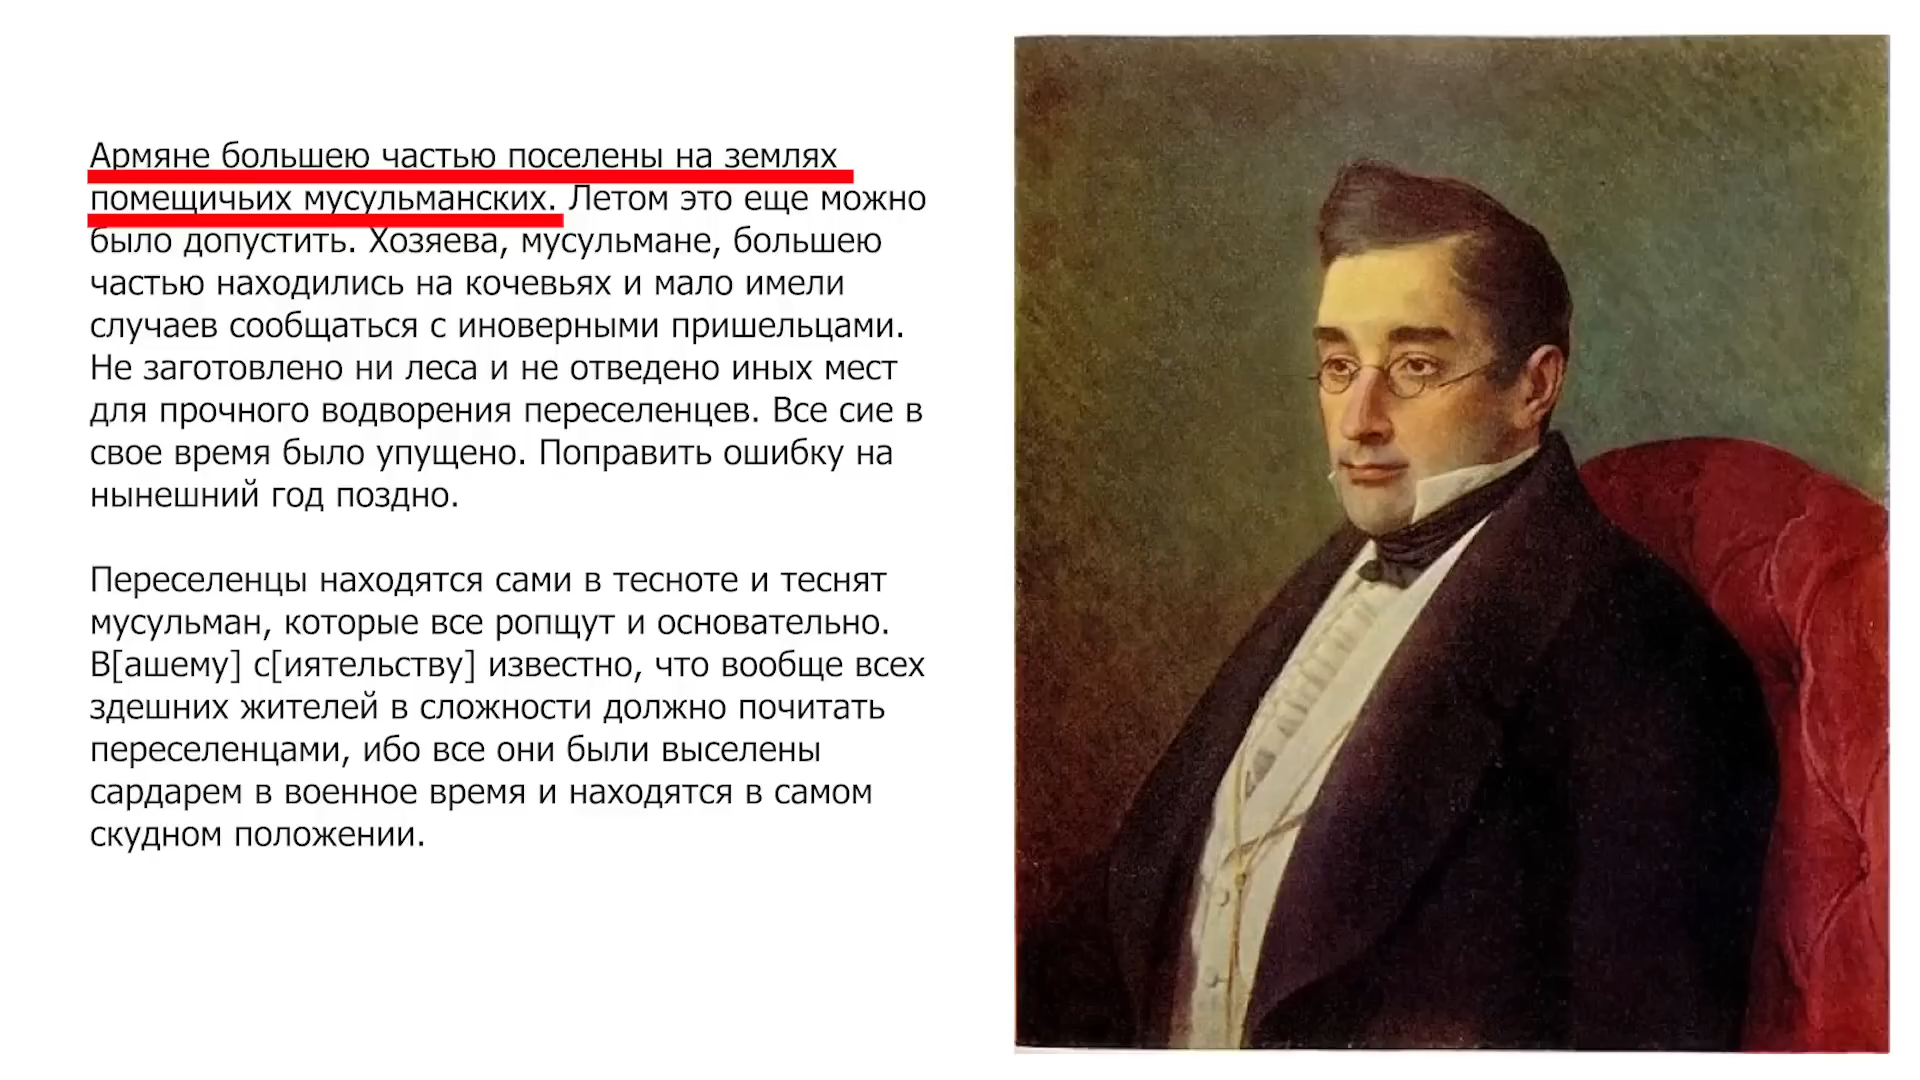 Армяне большею частью поселены на землях
помещичьих мусульманских. Летом это еще можно
было допустить. Хозяева, мусульмане, большею
частью находились на кочевьях и мало имели
случаев сообщаться с иноверными пришельцами.
Не заготовлено ни леса и не отведено иных мест
для прочного водворения переселенцев. Все сие в
свое время было упущено. Поправить ошибку на
нынешний год поздно.
Переселенцы находятся сами в тесноте и теснят
мусульман, которые все ропщут и основательно.
В[ашему] с[иятельству] известно, что вообще всех
здешних жителей в сложности должно почитать
переселенцами, ибо все они были выселены
сардарем в военное время и находятся в самом
скудном положении.